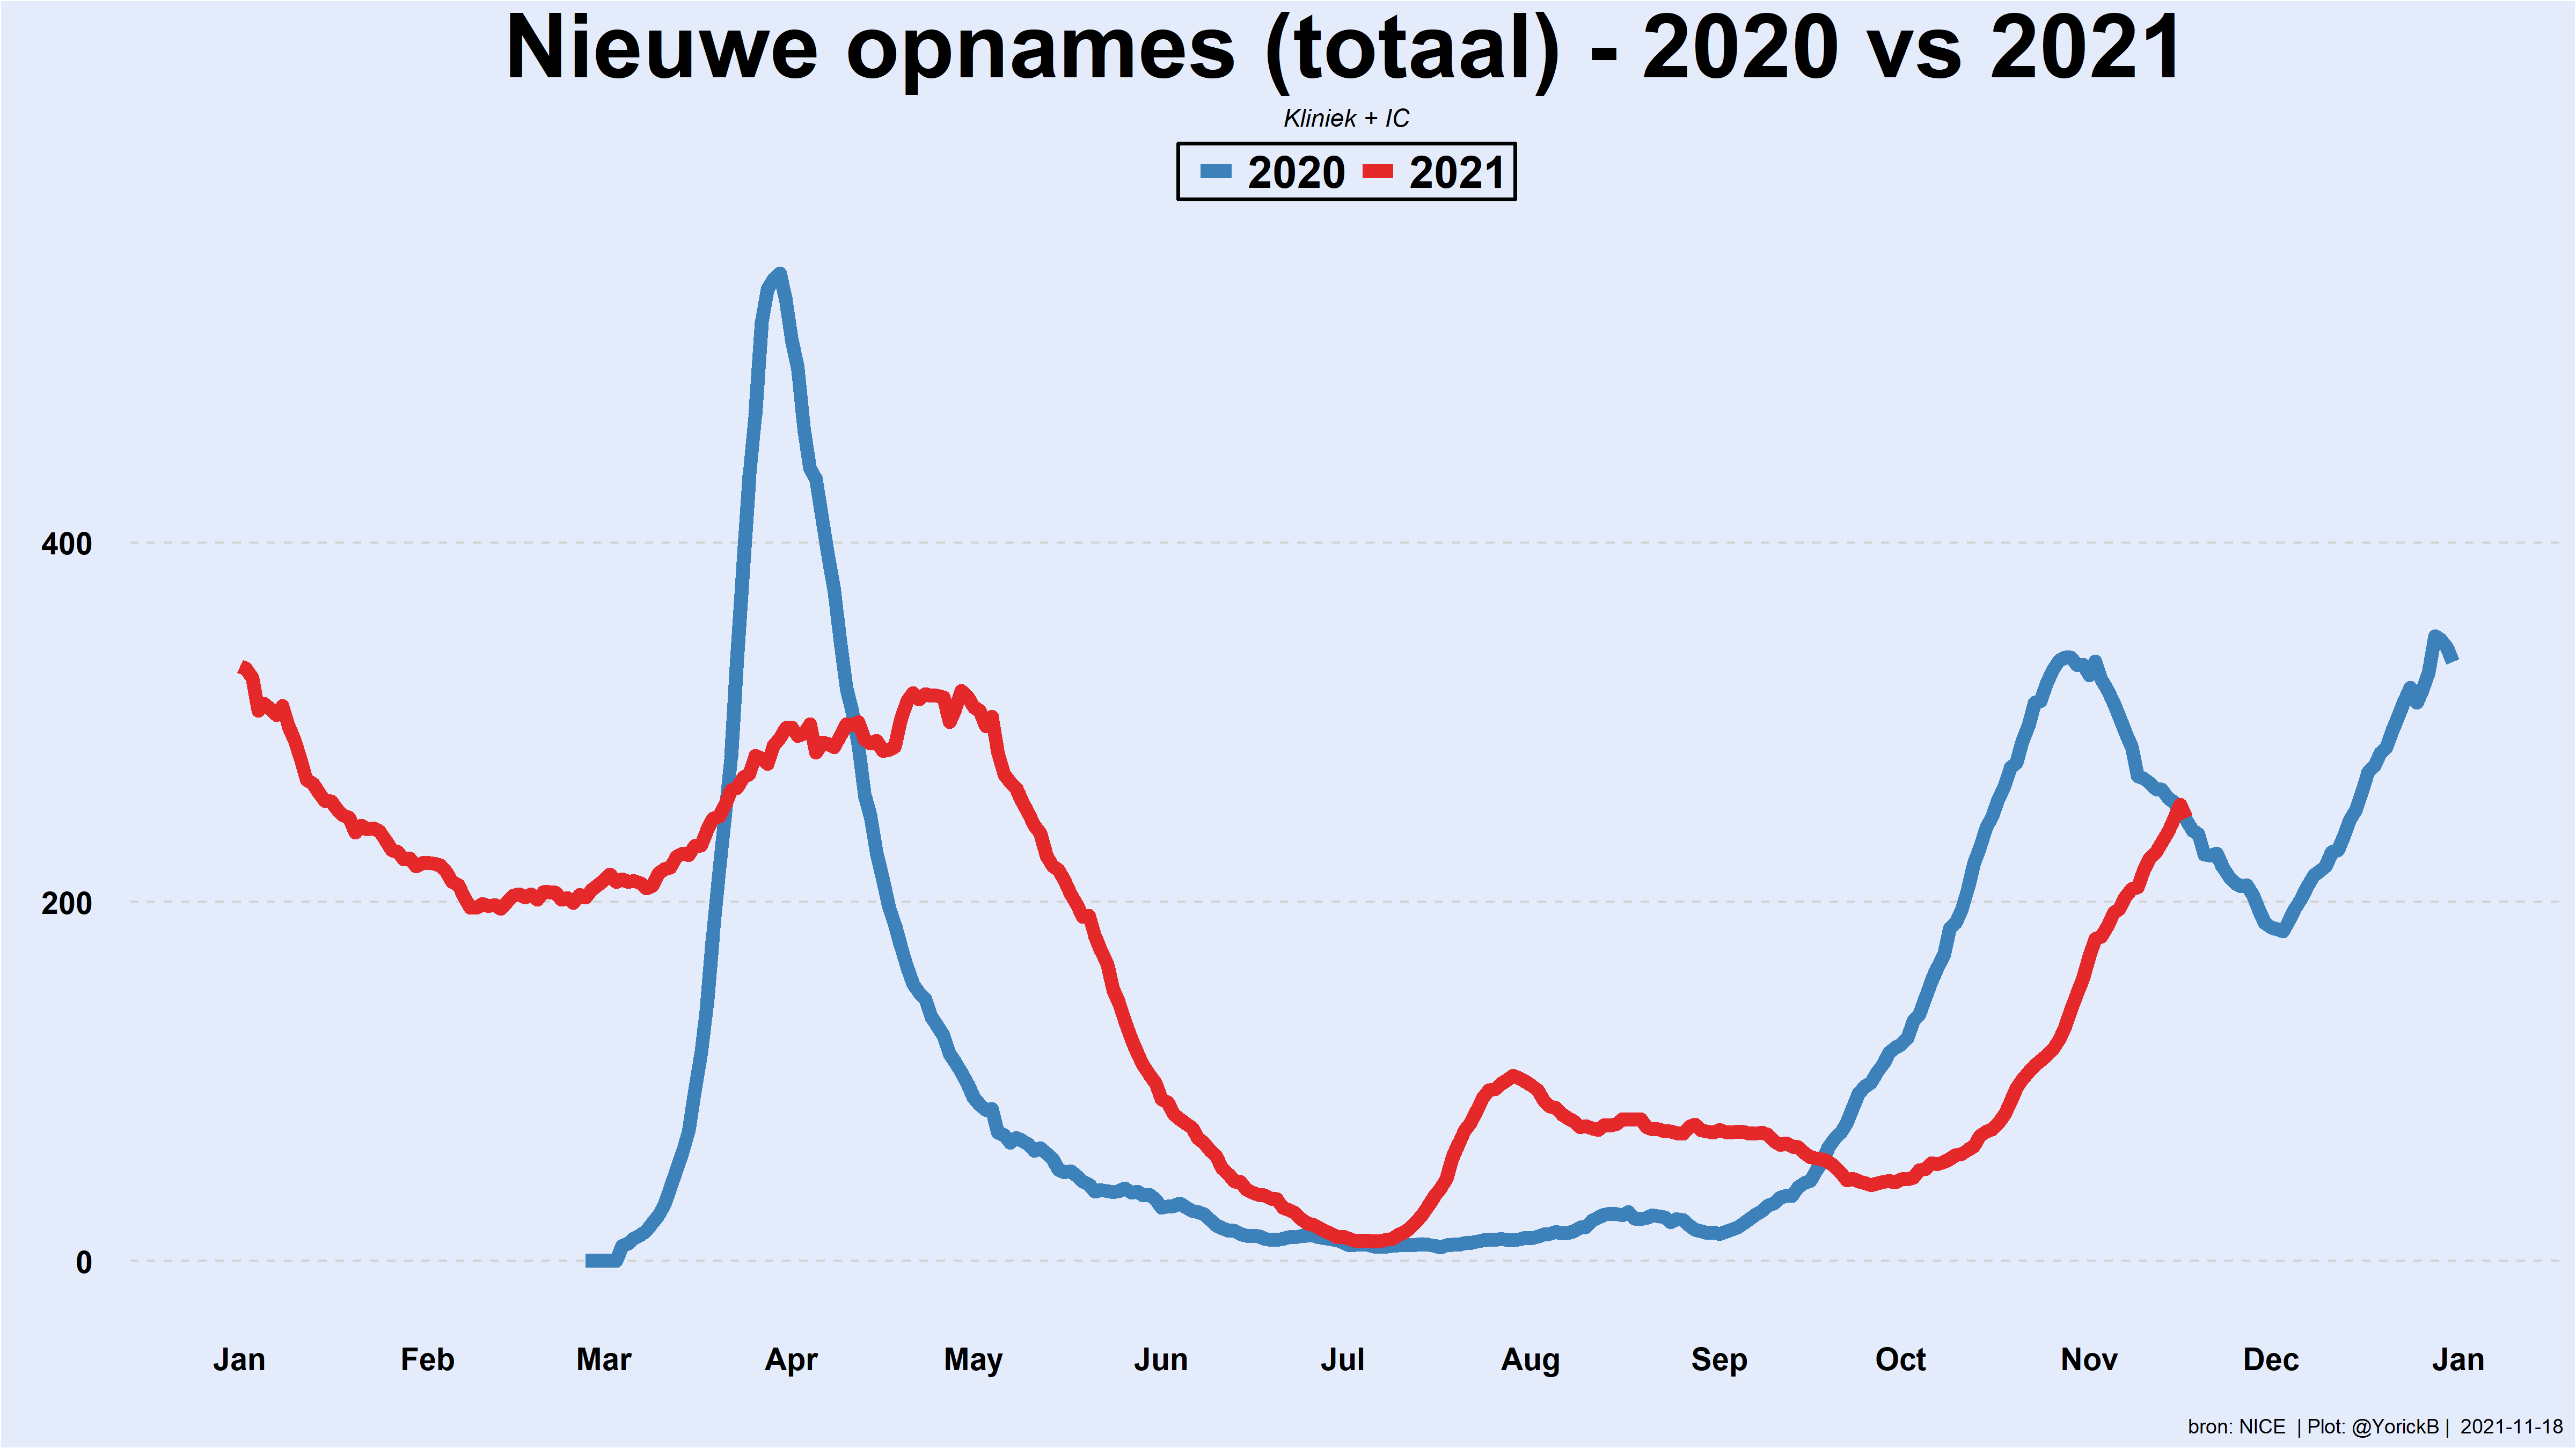 Nieuwe opnames (totaal) - 2020 vs 2021
Kliniek + IC
2020 2021
400
200
0
Jan Feb Mar Apr May Jun Jul Aug Sep Oct Nov Dec Jan
bron: NICE | Plot: @YorickB | 2021-11-18